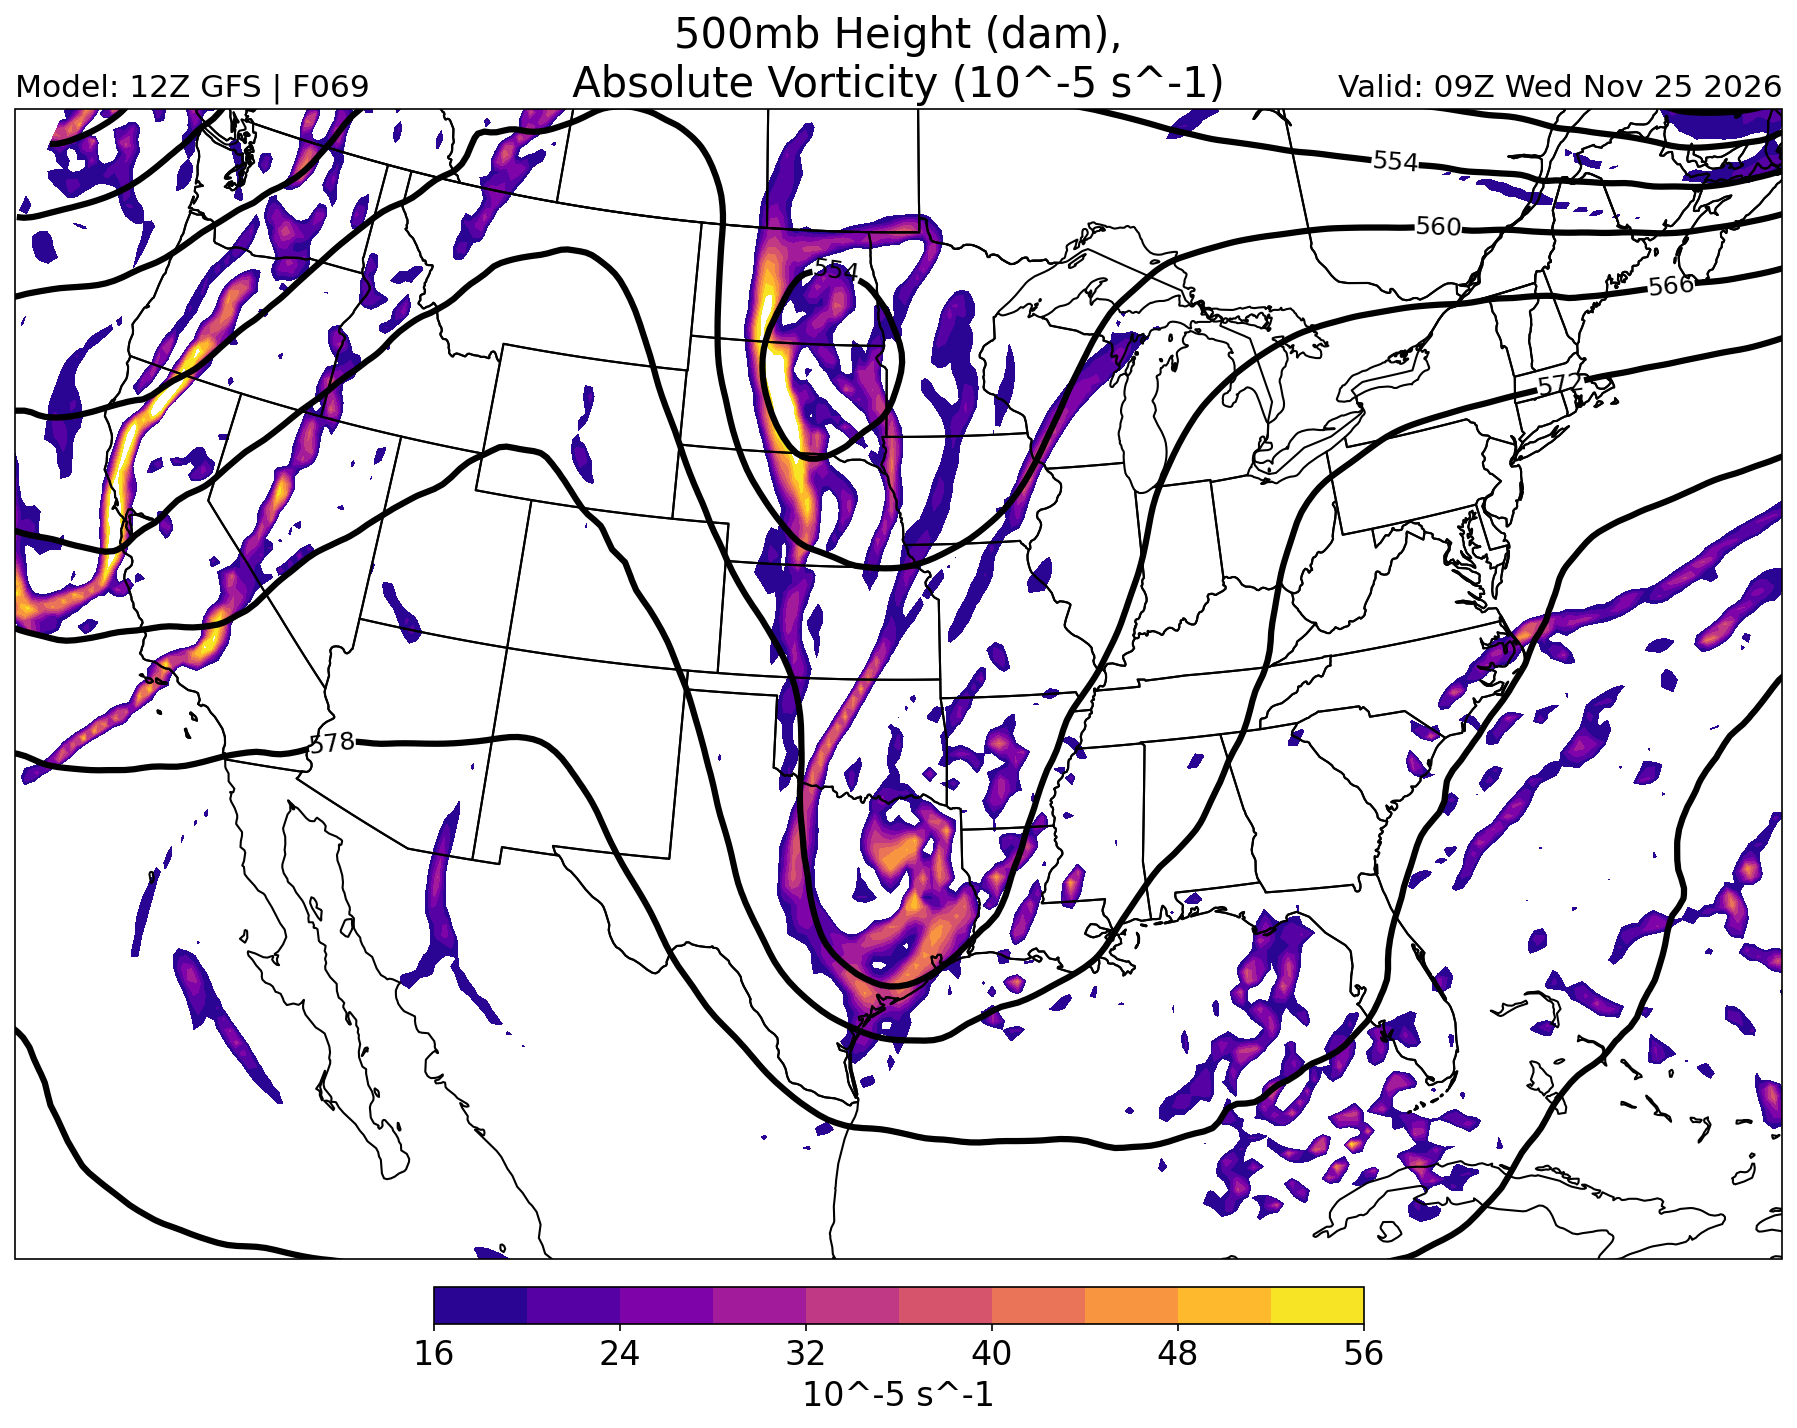 500mb Height (dam),
Absolute Vorticity (10^-5 s^-1)
Model: 12Z GFS | F069
Valid: 09Z Wed Nov 25 2026
554
560
566
554
572
578
16 24 32 40 48 56
10^-5 s^-1